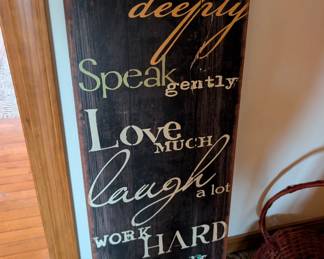 deeply
Speak gently
Love MUCH
laugh a lot
WORK HARD